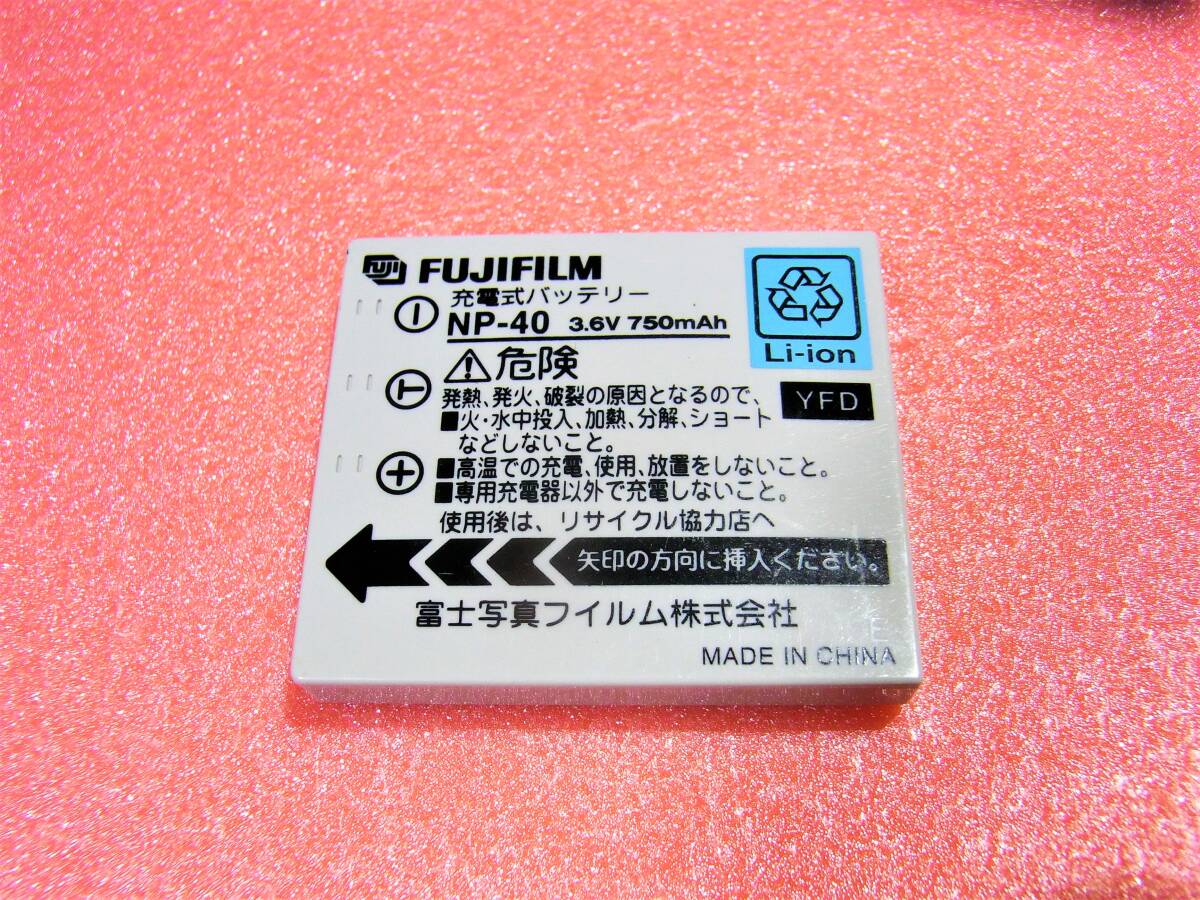 FUJI FUJIFILM
充電式バッテリー
NP-40 3.6V 750mAh
Li-ion
危険
YFD
発熱、発火、破裂の原因となるので、
■火・水中投入、加熱、分解、ショート
などしないこと。
■高温での充電、使用、放置をしないこと。
■専用充電器以外で充電しないこと。
使用後は、リサイクル協力店へ
矢印の方向に挿入ください。
富士写真フイルム株式会社
E
MADE IN CHINA